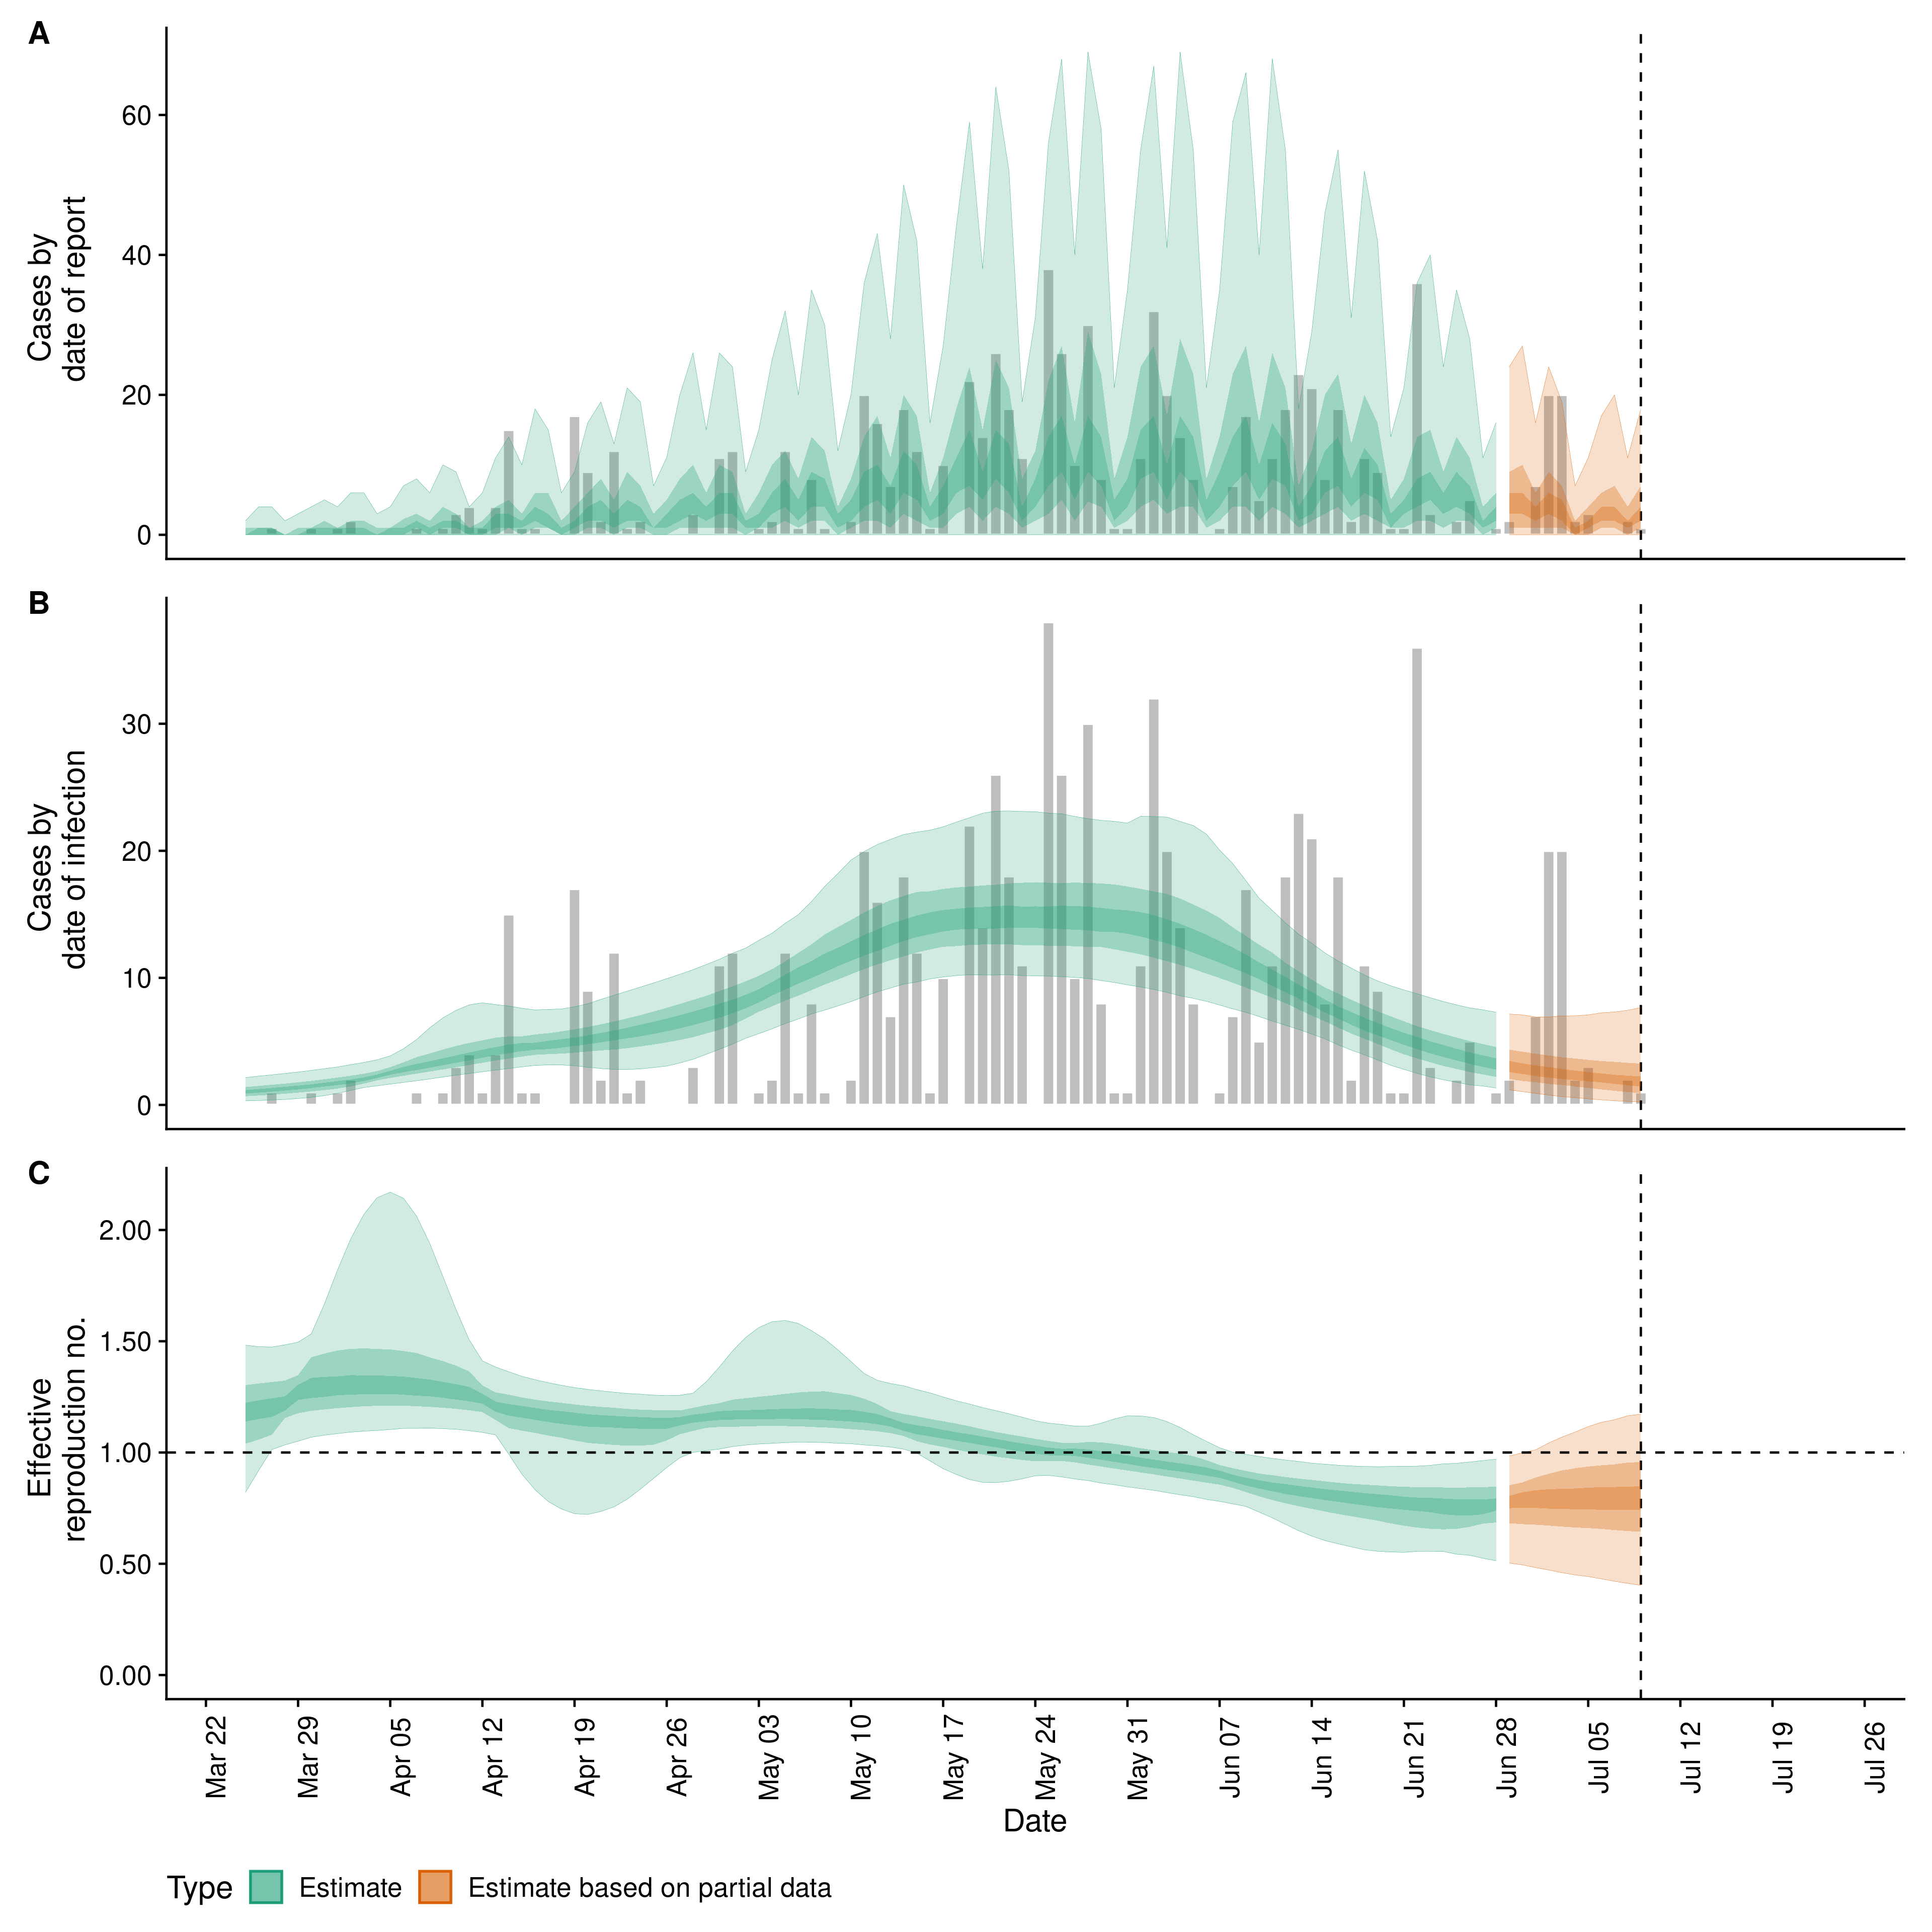 A
Cases by
date of report
60
40
20
0
B
Cases by
date of infection
30
20
10
0
C
Effective
reproduction no.
2.00
1.50
1.00
0.50
0.00
Mar 22
Mar 29
Apr 05
Apr 12
Apr 19
Apr 26
May 03
May 10
May 17
May 24
May 31
Jun 07
Jun 14
Jun 21
Jun 28
Jul 05
Jul 12
Jul 19
Jul 26
Date
Type Estimate Estimate based on partial data